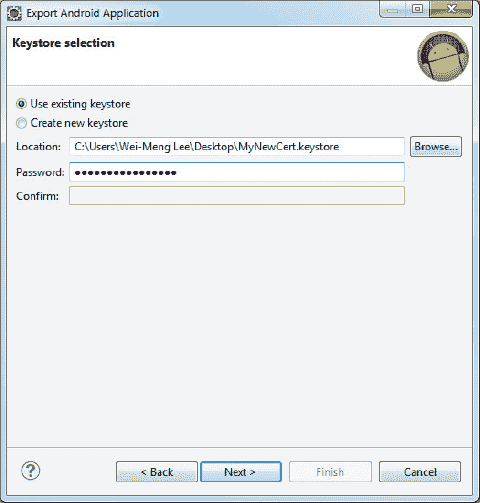 Export Android Application
Keystore selection
Use existing keystore
Create new keystore
Location: C:\Users\Wei-Meng Lee\Desktop\MyNewCert.keystore Browse...
Password: ••••••••••••••••
Confirm:
? < Back Next > Finish Cancel